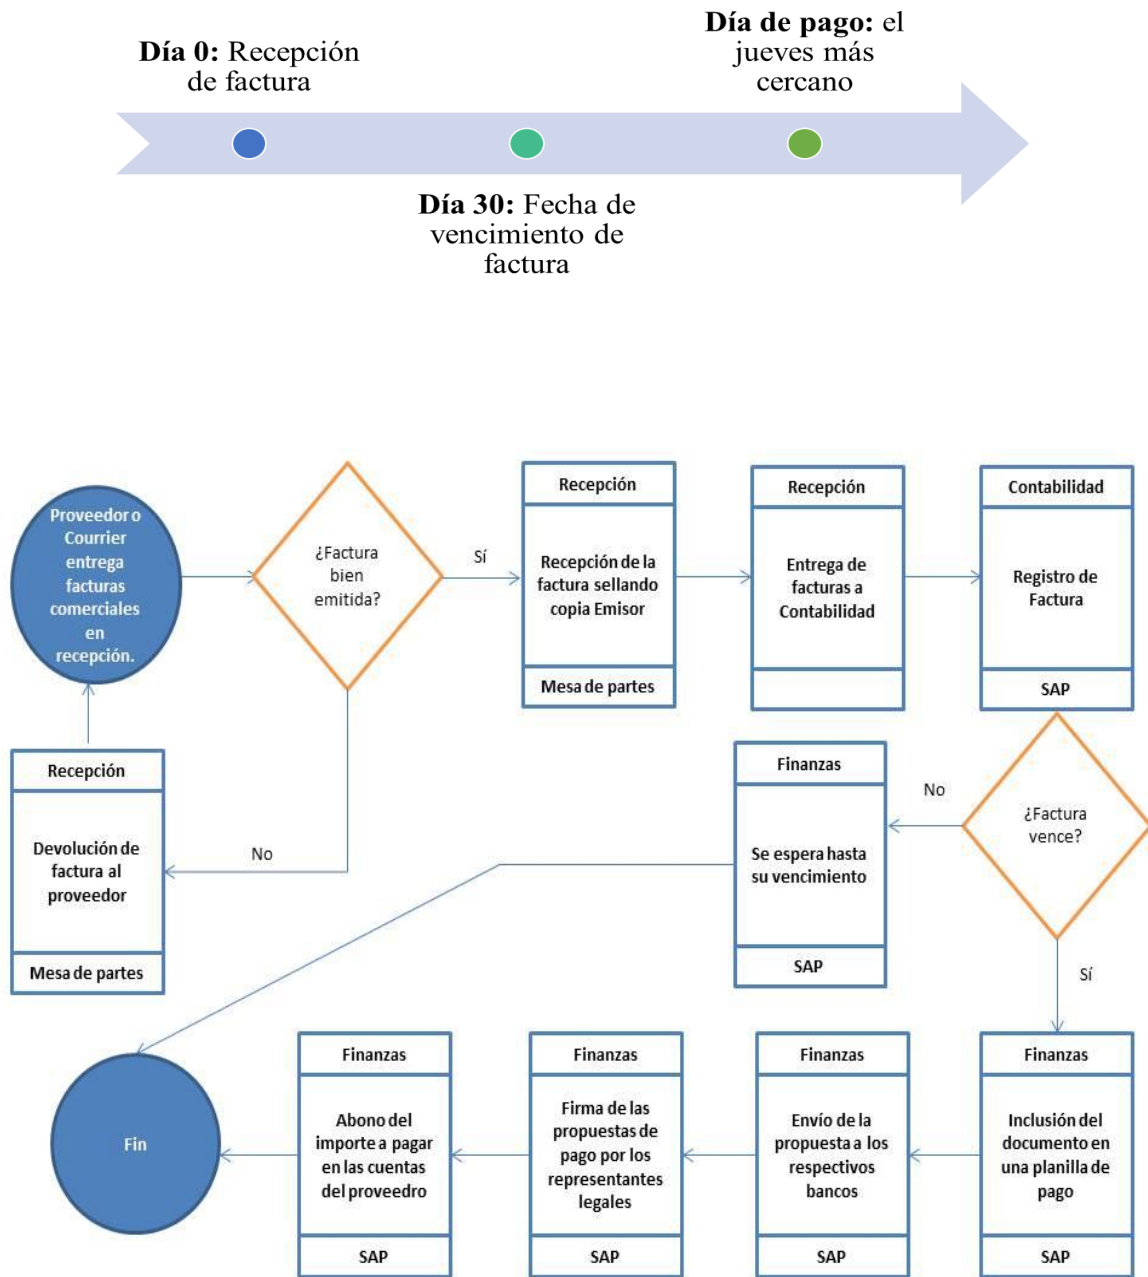 Día 0: Recepción
de factura
Día de pago: el
jueves más
cercano
Día 30: Fecha de
vencimiento de
factura
Proveedor o
Courrier
entrega
facturas
comerciales
en
recepción.
¿Factura
bien
emitida?
Sí
Recepción
Recepción de la
factura sellando
copia Emisor
Mesa de partes
Recepción
Entrega de
facturas a
Contabilidad
Contabilidad
Registro de
Factura
SAP
Recepción
Devolución de
factura al
proveedor
Mesa de partes
No
Finanzas
Se espera hasta
su vencimiento
SAP
No
¿Factura
vence?
Sí
Fin
Finanzas
Abono del
importe a pagar
en las cuentas
del proveedro
SAP
Finanzas
Firma de las
propuestas de
pago por los
representantes
legales
SAP
Finanzas
Envío de la
propuesta a los
respectivos
bancos
SAP
Finanzas
Inclusión del
documento en
una planilla de
pago
SAP